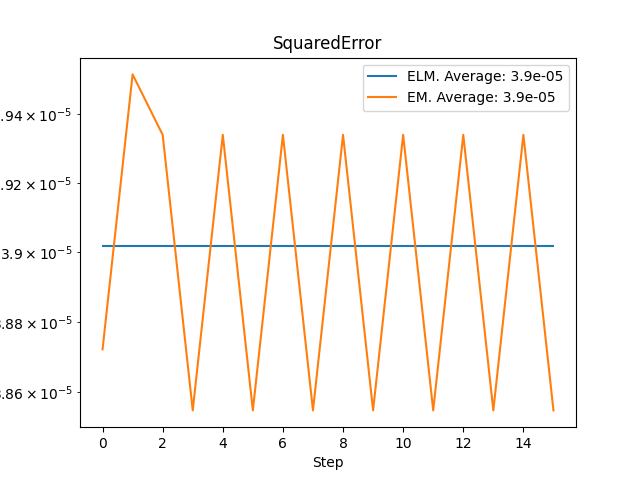 SquaredError
ELM. Average: 3.9e-05
EM. Average: 3.9e-05
.94 × 10⁻⁵
.92 × 10⁻⁵
3.9 × 10⁻⁵
3.88 × 10⁻⁵
3.86 × 10⁻⁵
0 2 4 6 8 10 12 14
Step